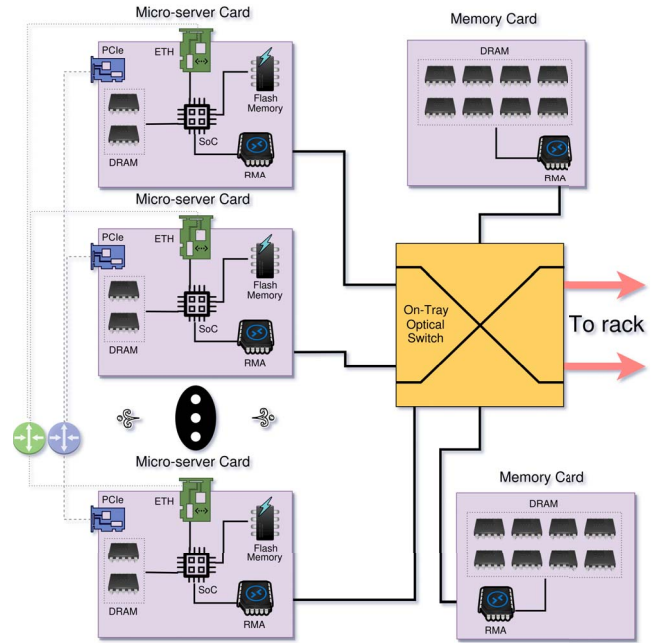 Micro-server Card
PCIe
ETH
Flash
Memory
SoC
DRAM
RMA
Memory Card
DRAM
RMA
Micro-server Card
PCIe
ETH
Flash
Memory
SoC
DRAM
RMA
On-Tray
Optical
Switch
To rack
Micro-server Card
PCIe
ETH
Flash
Memory
SoC
DRAM
RMA
Memory Card
DRAM
RMA